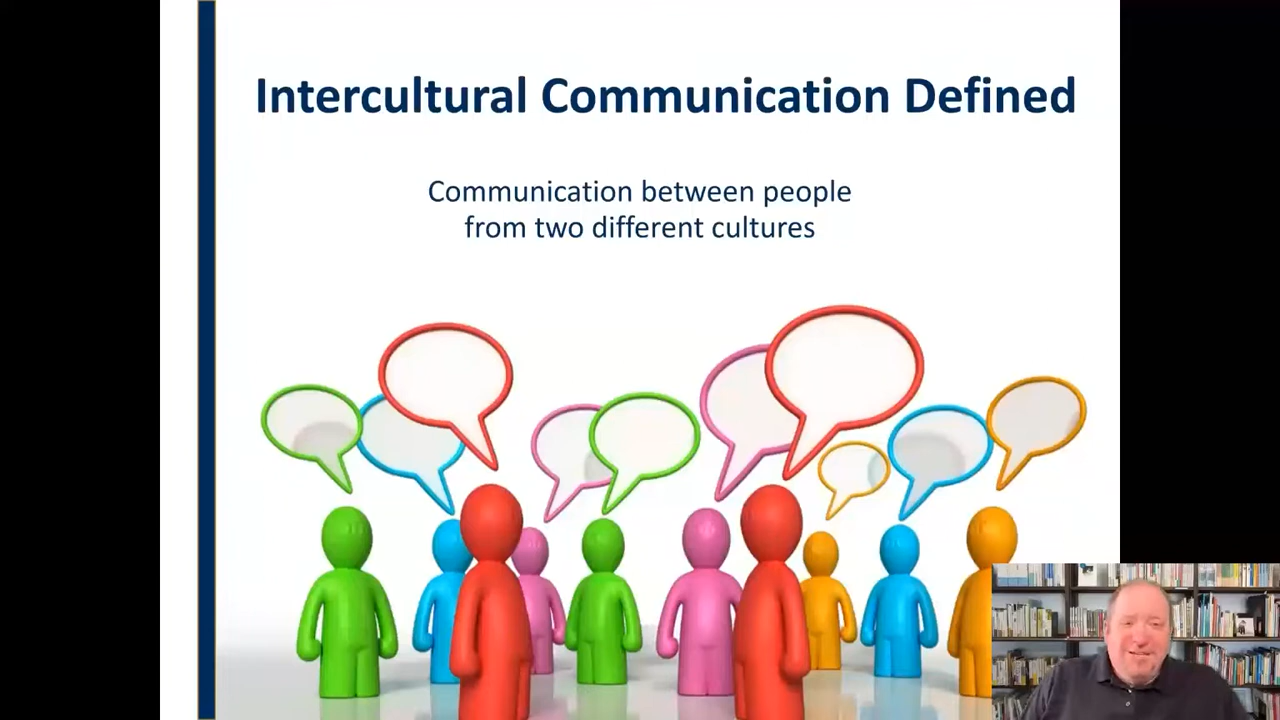 Intercultural Communication Defined
Communication between people
from two different cultures